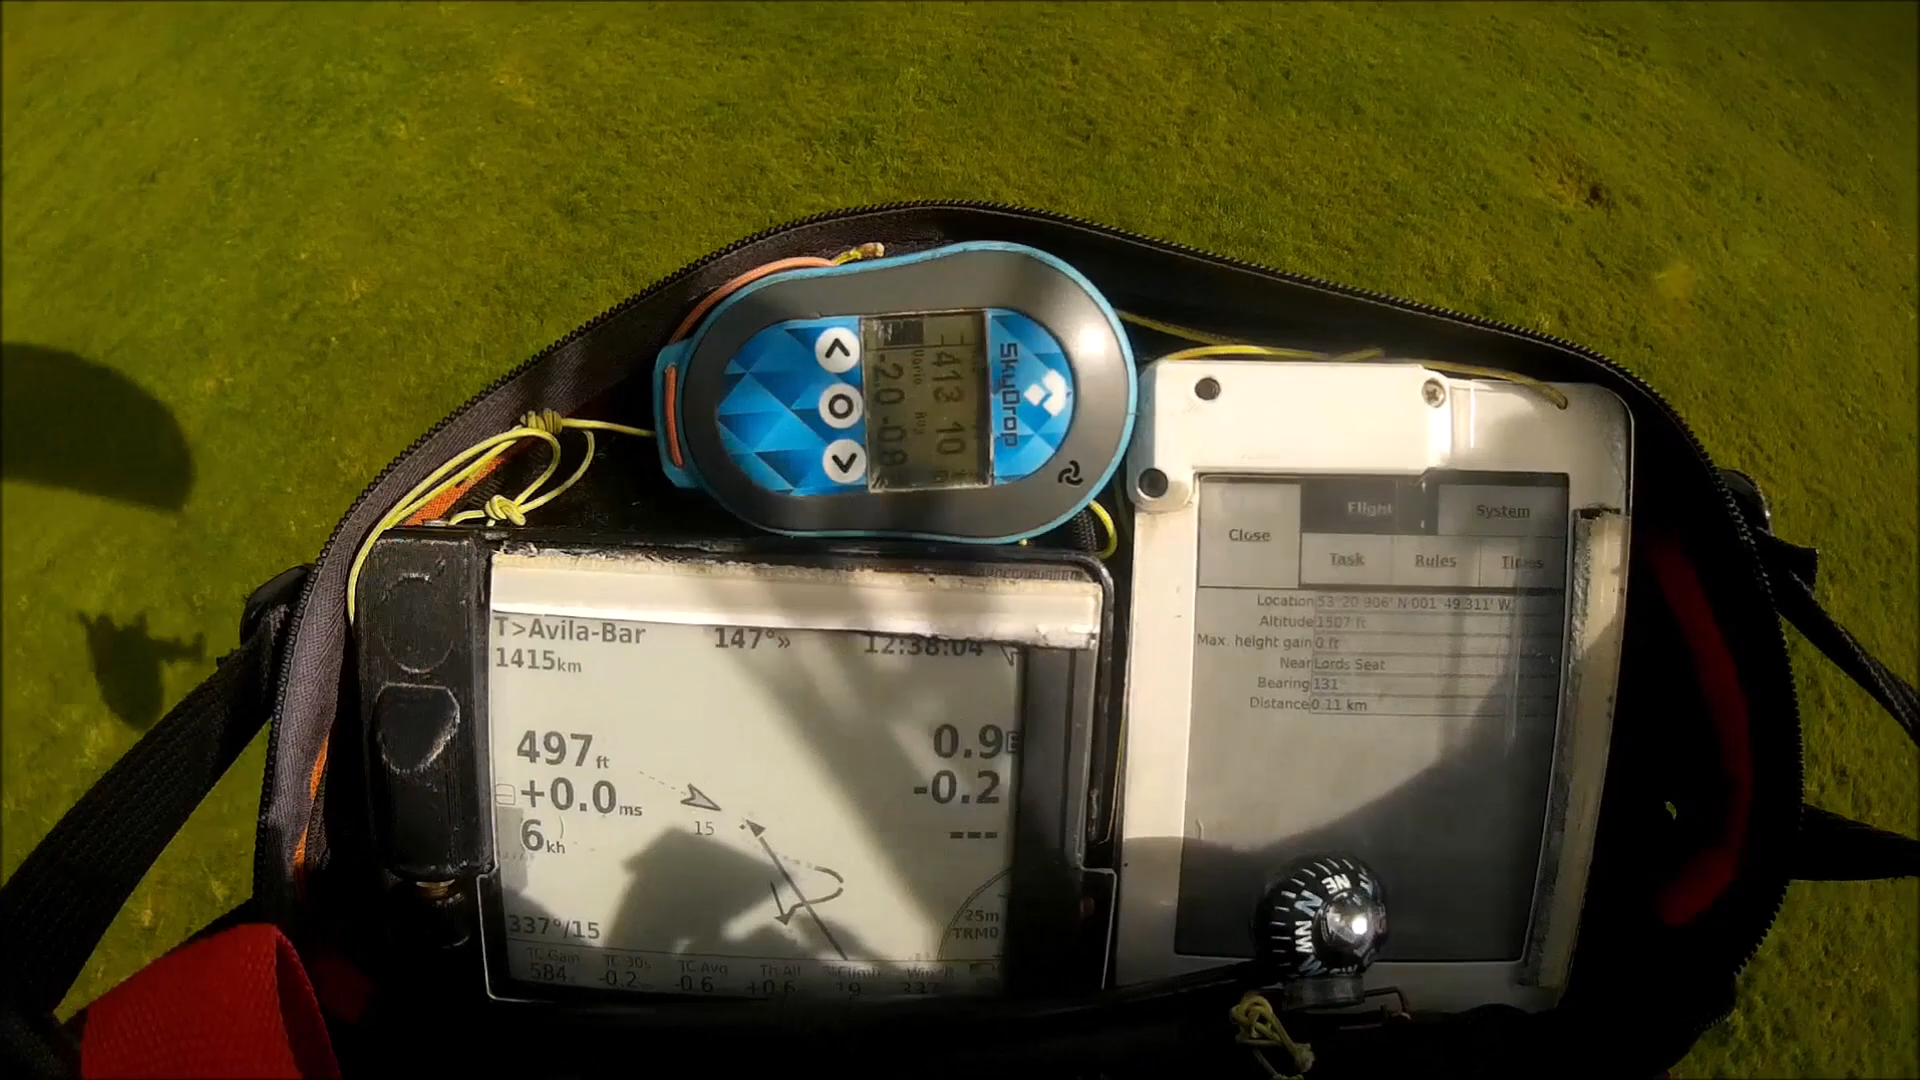 SkyDrop
Vario Avg
413 10
-2.0 -0.8
T>Avila-Bar 147°» 12:38:04
1415km
497ft 0.9
+0.0ms -0.2
6kh ---
15
337°/15
25m
TRM0
TC Gain TC 30s TC Avg Th All
584 -0.2 -0.6 +0.6 19 337
Close Flight System
Task Rules Times
Location 53°20.906' N 001°49.311' W
Altitude 1507 ft
Max. height gain 0 ft
Near Lords Seat
Bearing 131
Distance 0.11 km
NE
N
NW
W